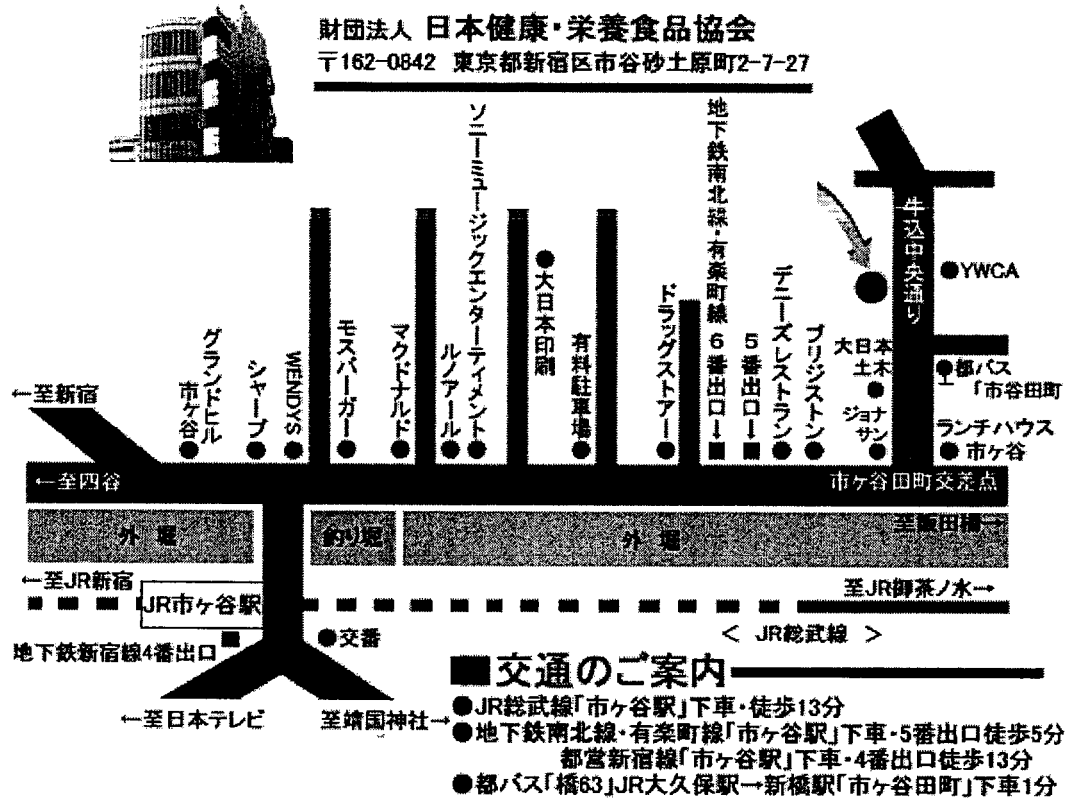 財団法人 日本健康・栄養食品協会
〒162-0842 東京都新宿区市谷砂土原町2-7-27
←至新宿
グランドヒル
市ケ谷
シャープ
WENDYS
モスバーガー
マクドナルド
ルノアール
ソニーミュージックエンターティメント
大日本印刷
有料駐車場
ドラッグストアー
地下鉄南北線・有楽町線
6番出口↓
5番出口↓
デニーズレストラン
ブリジストン
牛込中央通り
YWCA
大日本
土木
ジョナ
サン
都バス
「市谷田町
ランチハウス
市ヶ谷
←至四谷
市ヶ谷田町交差点
外 堀
釣り堀
外 堀
至飯田橋→
←至JR新宿
JR市ヶ谷駅
至JR御茶ノ水→
< JR総武線 >
地下鉄新宿線4番出口
交番
←至日本テレビ
至靖国神社→
■交通のご案内
●JR総武線「市ヶ谷駅」下車・徒歩13分
●地下鉄南北線・有楽町線「市ヶ谷駅」下車・5番出口徒歩5分
都営新宿線「市ヶ谷駅」下車・4番出口徒歩13分
●都バス「橋63」JR大久保駅→新橋駅「市ケ谷田町」下車1分